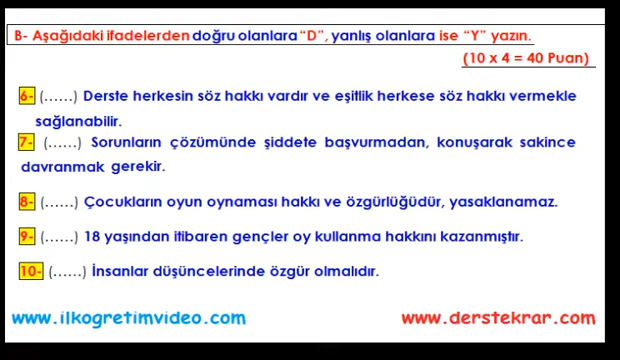 B- Aşağıdaki ifadelerden doğru olanlara “D”, yanlış olanlara ise “Y” yazın.
(10 x 4 = 40 Puan)
6- (......) Derste herkesin söz hakkı vardır ve eşitlik herkese söz hakkı vermekle
sağlanabilir.
7- (......) Sorunların çözümünde şiddete başvurmadan, konuşarak sakince
davranmak gerekir.
8- (......) Çocukların oyun oynaması hakkı ve özgürlüğüdür, yasaklanamaz.
9- (......) 18 yaşından itibaren gençler oy kullanma hakkını kazanmıştır.
10- (......) İnsanlar düşüncelerinde özgür olmalıdır.
www.ilkogretimvideo.com www.derstekrar.com